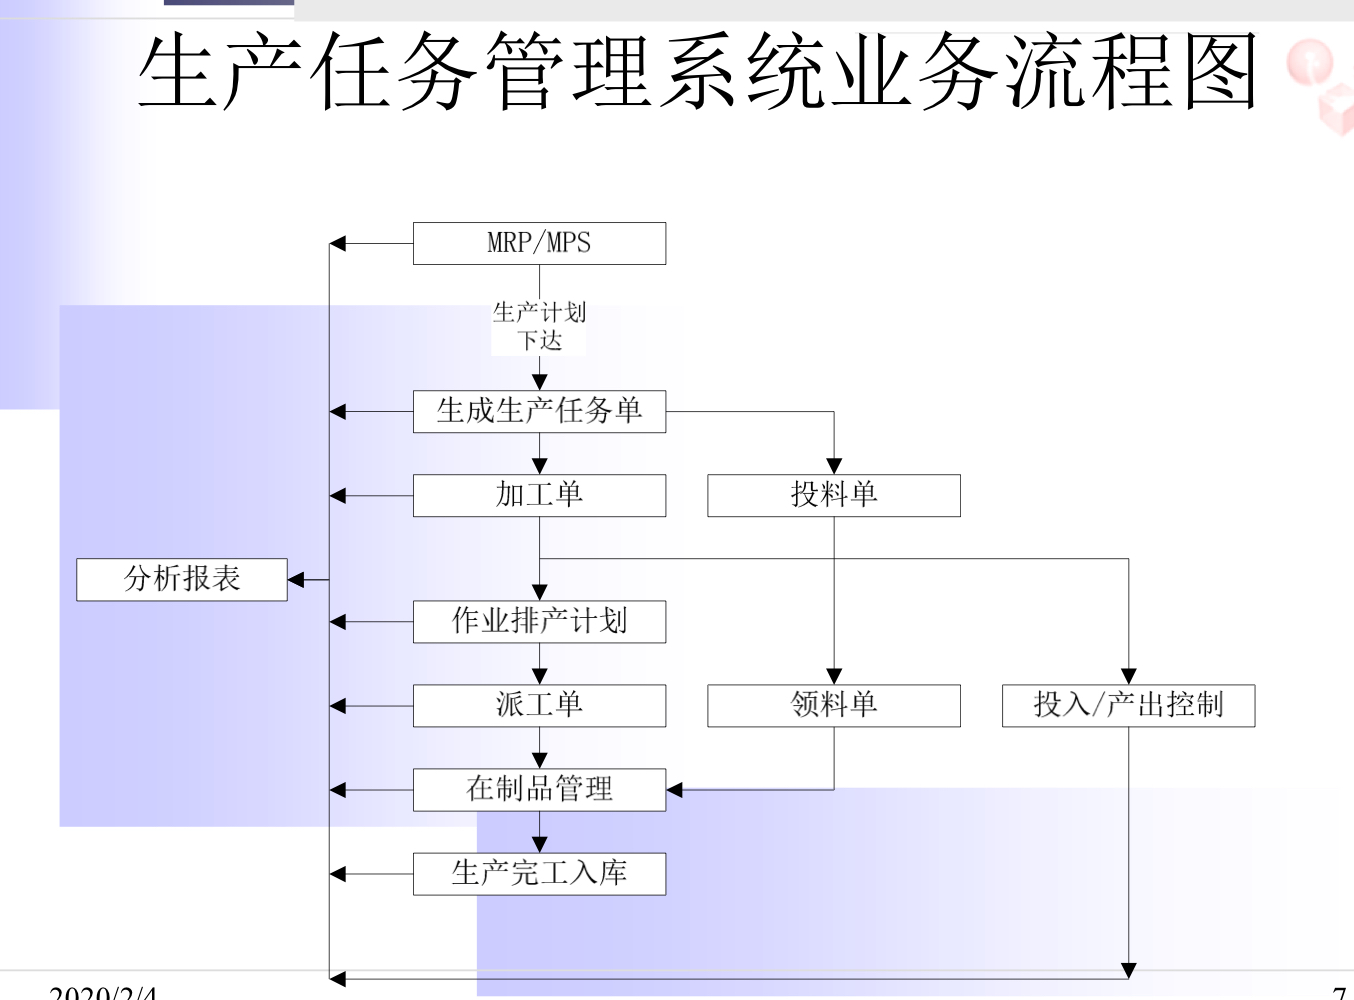 生产任务管理系统业务流程图
MRP/MPS
生产计划
下达
生成生产任务单
加工单
投料单
分析报表
作业排产计划
派工单
领料单
投入/产出控制
在制品管理
生产完工入库
2020/2/4
7